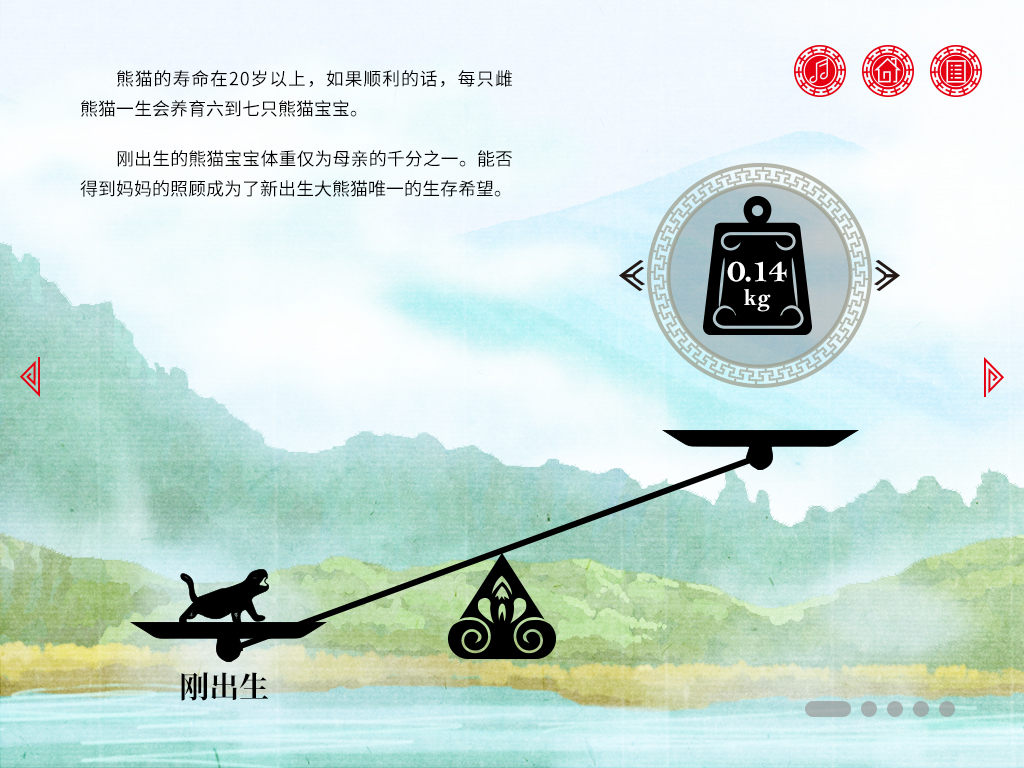 熊猫的寿命在20岁以上，如果顺利的话，每只雌
熊猫一生会养育六到七只熊猫宝宝。
刚出生的熊猫宝宝体重仅为母亲的千分之一。能否
得到妈妈的照顾成为了新出生大熊猫唯一的生存希望。
0.14
kg
刚出生